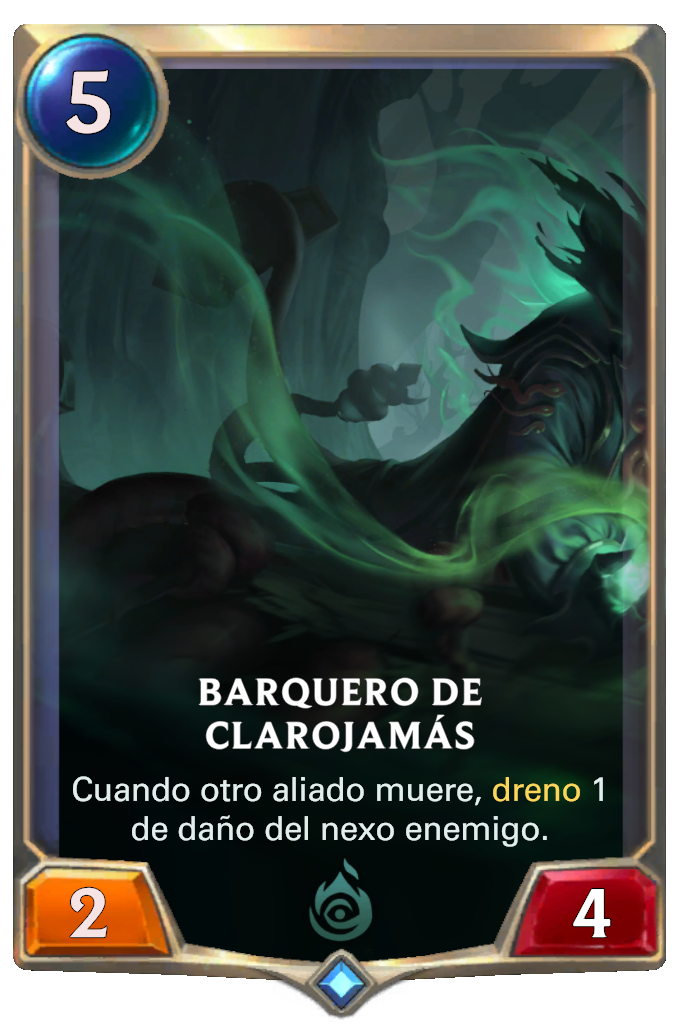 5
BARQUERO DE
CLAROJAMÁS
Cuando otro aliado muere, dreno 1
de daño del nexo enemigo.
2
4